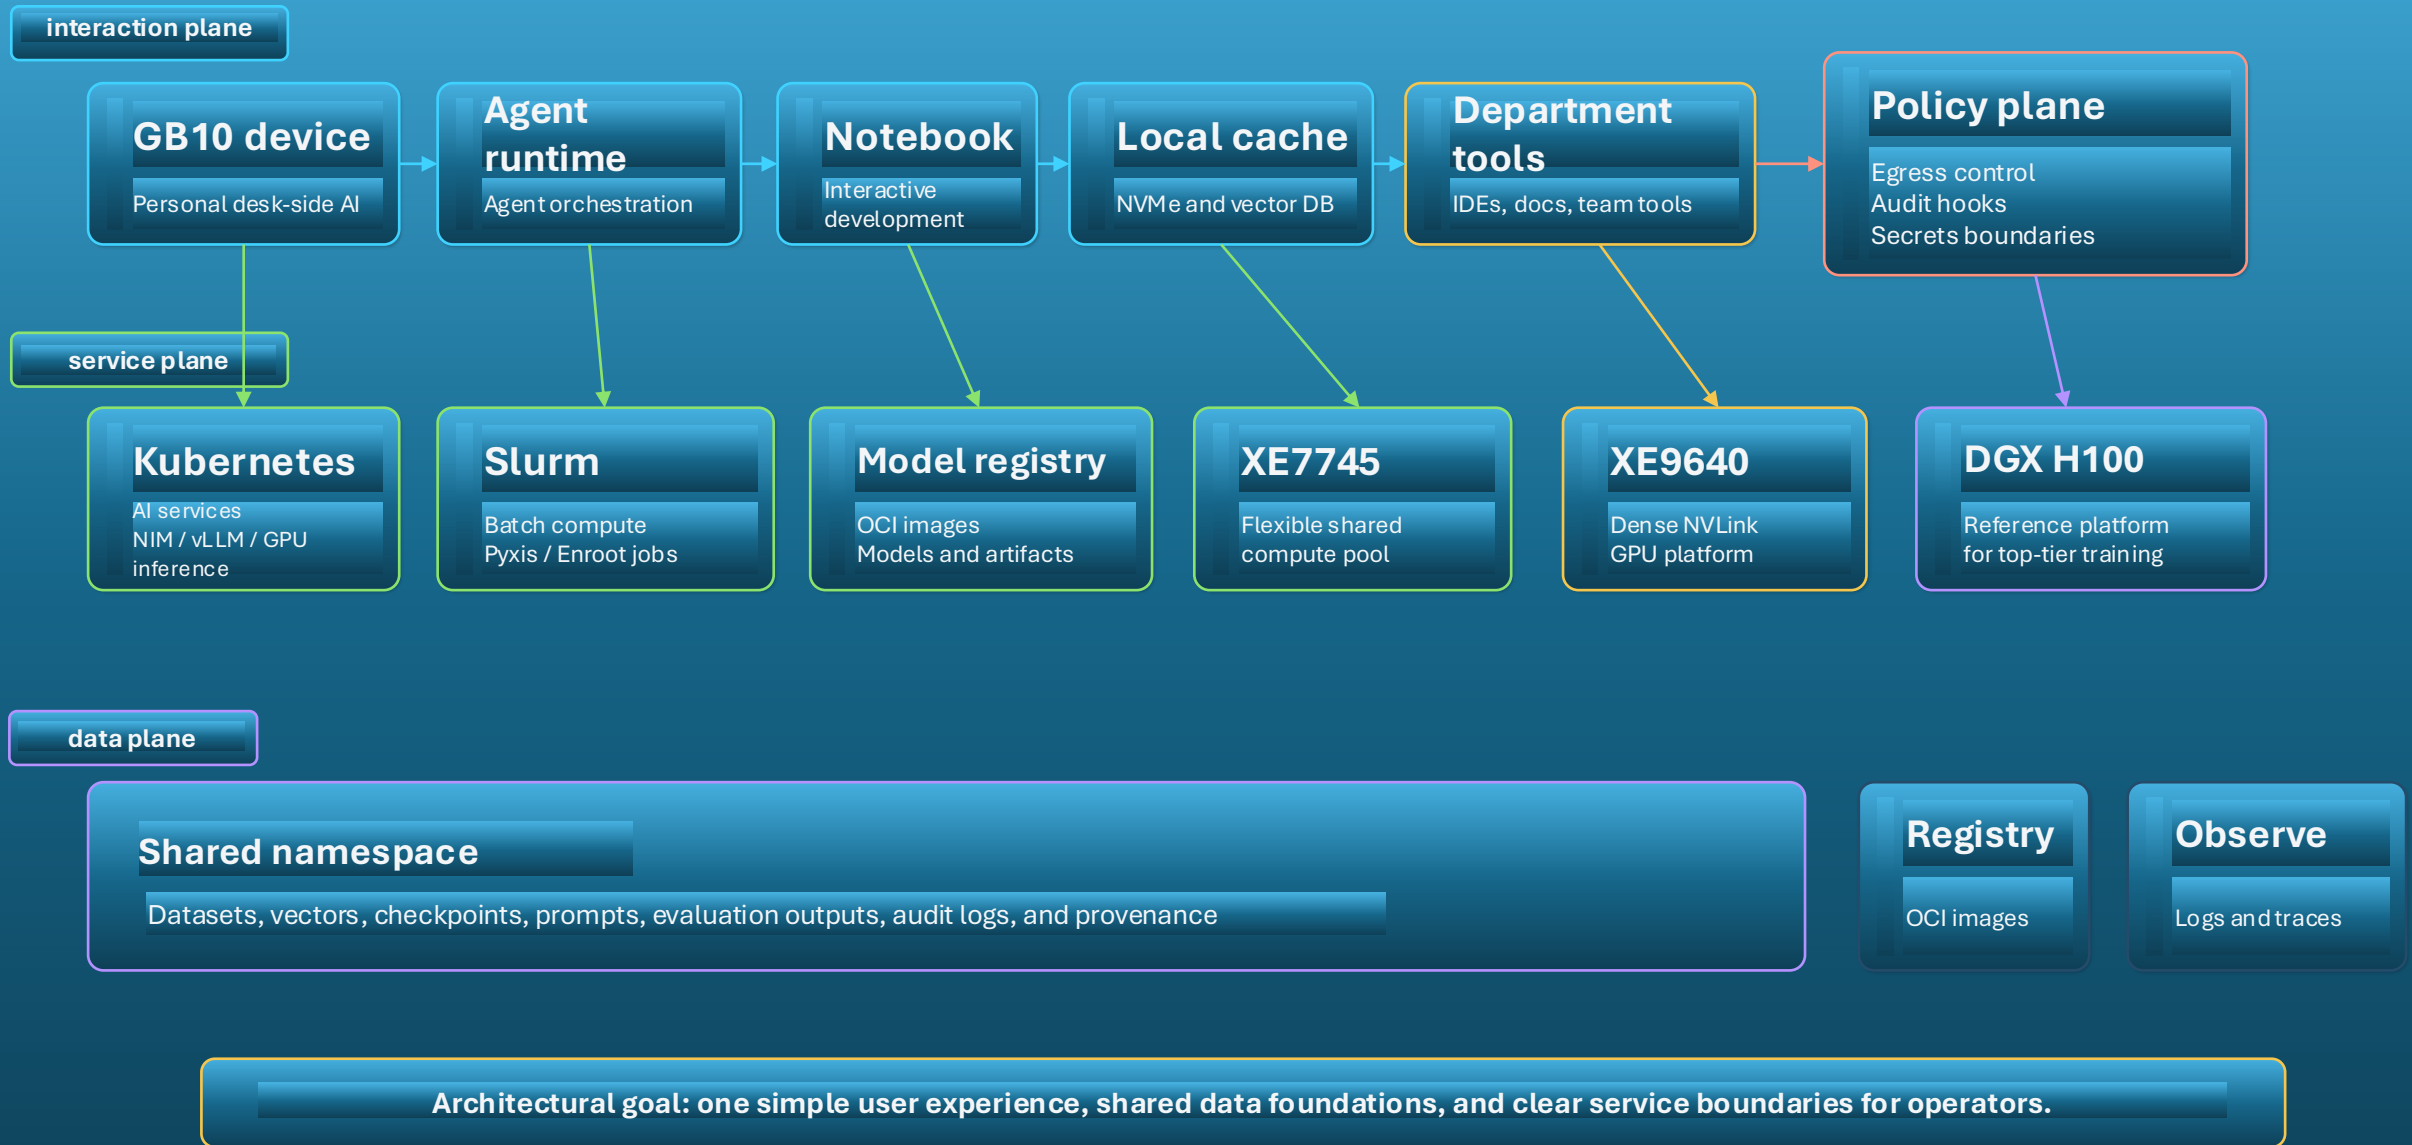 interaction plane
GB10 device
Personal desk-side AI
Agent
runtime
Agent orchestration
Notebook
Interactive
development
Local cache
NVMe and vector DB
Department
tools
IDEs, docs, team tools
Policy plane
Egress control
Audit hooks
Secrets boundaries
service plane
Kubernetes
AI services
NIM / vLLM / GPU
inference
Slurm
Batch compute
Pyxis / Enroot jobs
Model registry
OCI images
Models and artifacts
XE7745
Flexible shared
compute pool
XE9640
Dense NVLink
GPU platform
DGX H100
Reference platform
for top-tier training
data plane
Shared namespace
Datasets, vectors, checkpoints, prompts, evaluation outputs, audit logs, and provenance
Registry
OCI images
Observe
Logs and traces
Architectural goal: one simple user experience, shared data foundations, and clear service boundaries for operators.